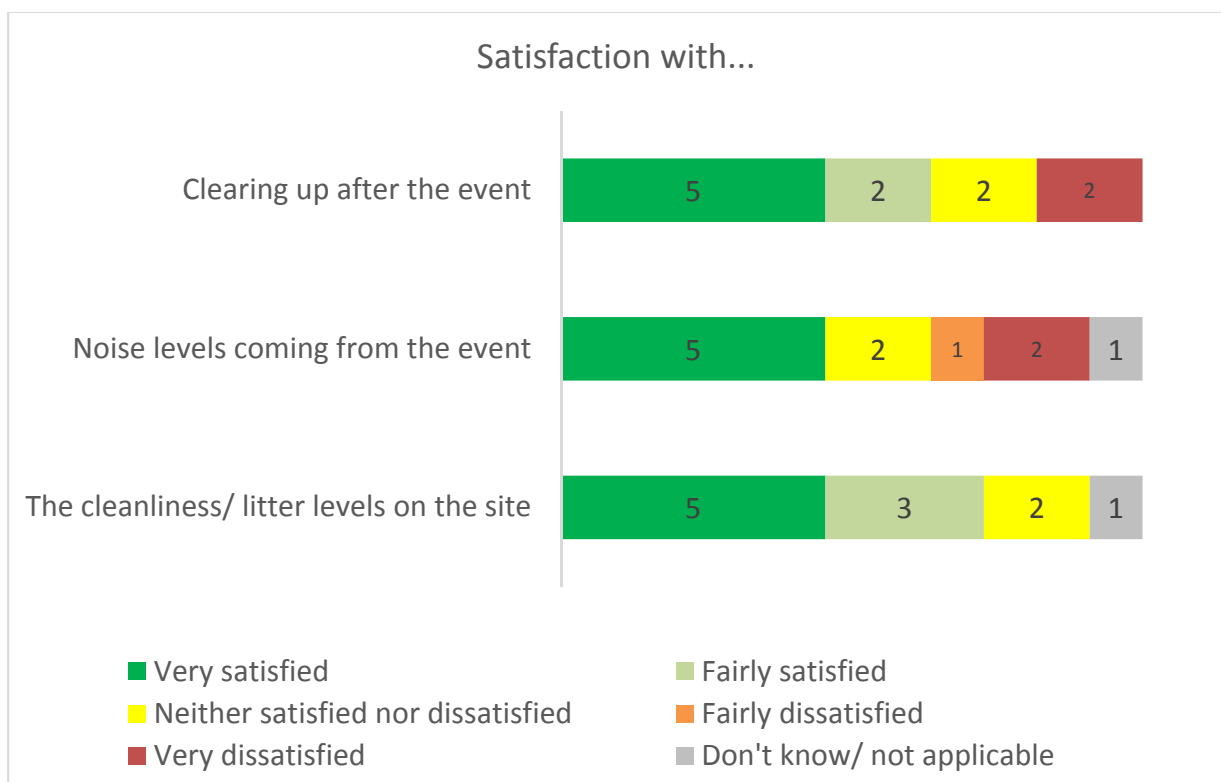 Satisfaction with...
Clearing up after the event
5 2 2 2
Noise levels coming from the event
5 2 1 2 1
The cleanliness/ litter levels on the site
5 3 2 1
Very satisfied
Fairly satisfied
Neither satisfied nor dissatisfied
Fairly dissatisfied
Very dissatisfied
Don't know/ not applicable